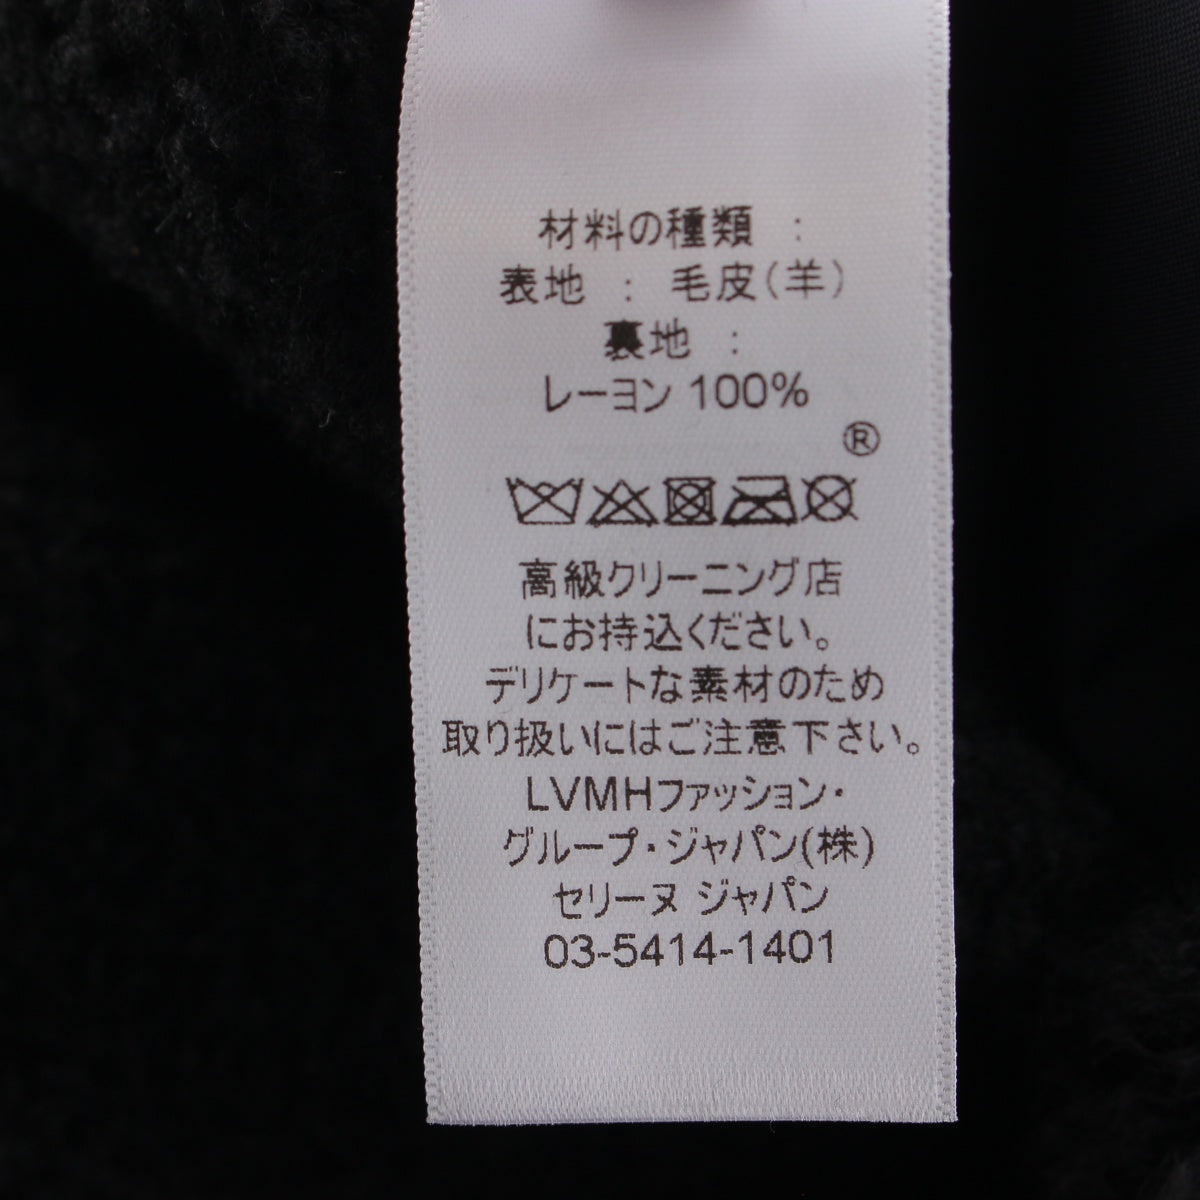 材料の種類 :
表地 : 毛皮(羊)
裏地 :
レーヨン 100%
®
高級クリーニング店
にお持込ください。
デリケートな素材のため
取り扱いにはご注意下さい。
LVMHファッション・
グループ・ジャパン(株)
セリーヌ ジャパン
03-5414-1401